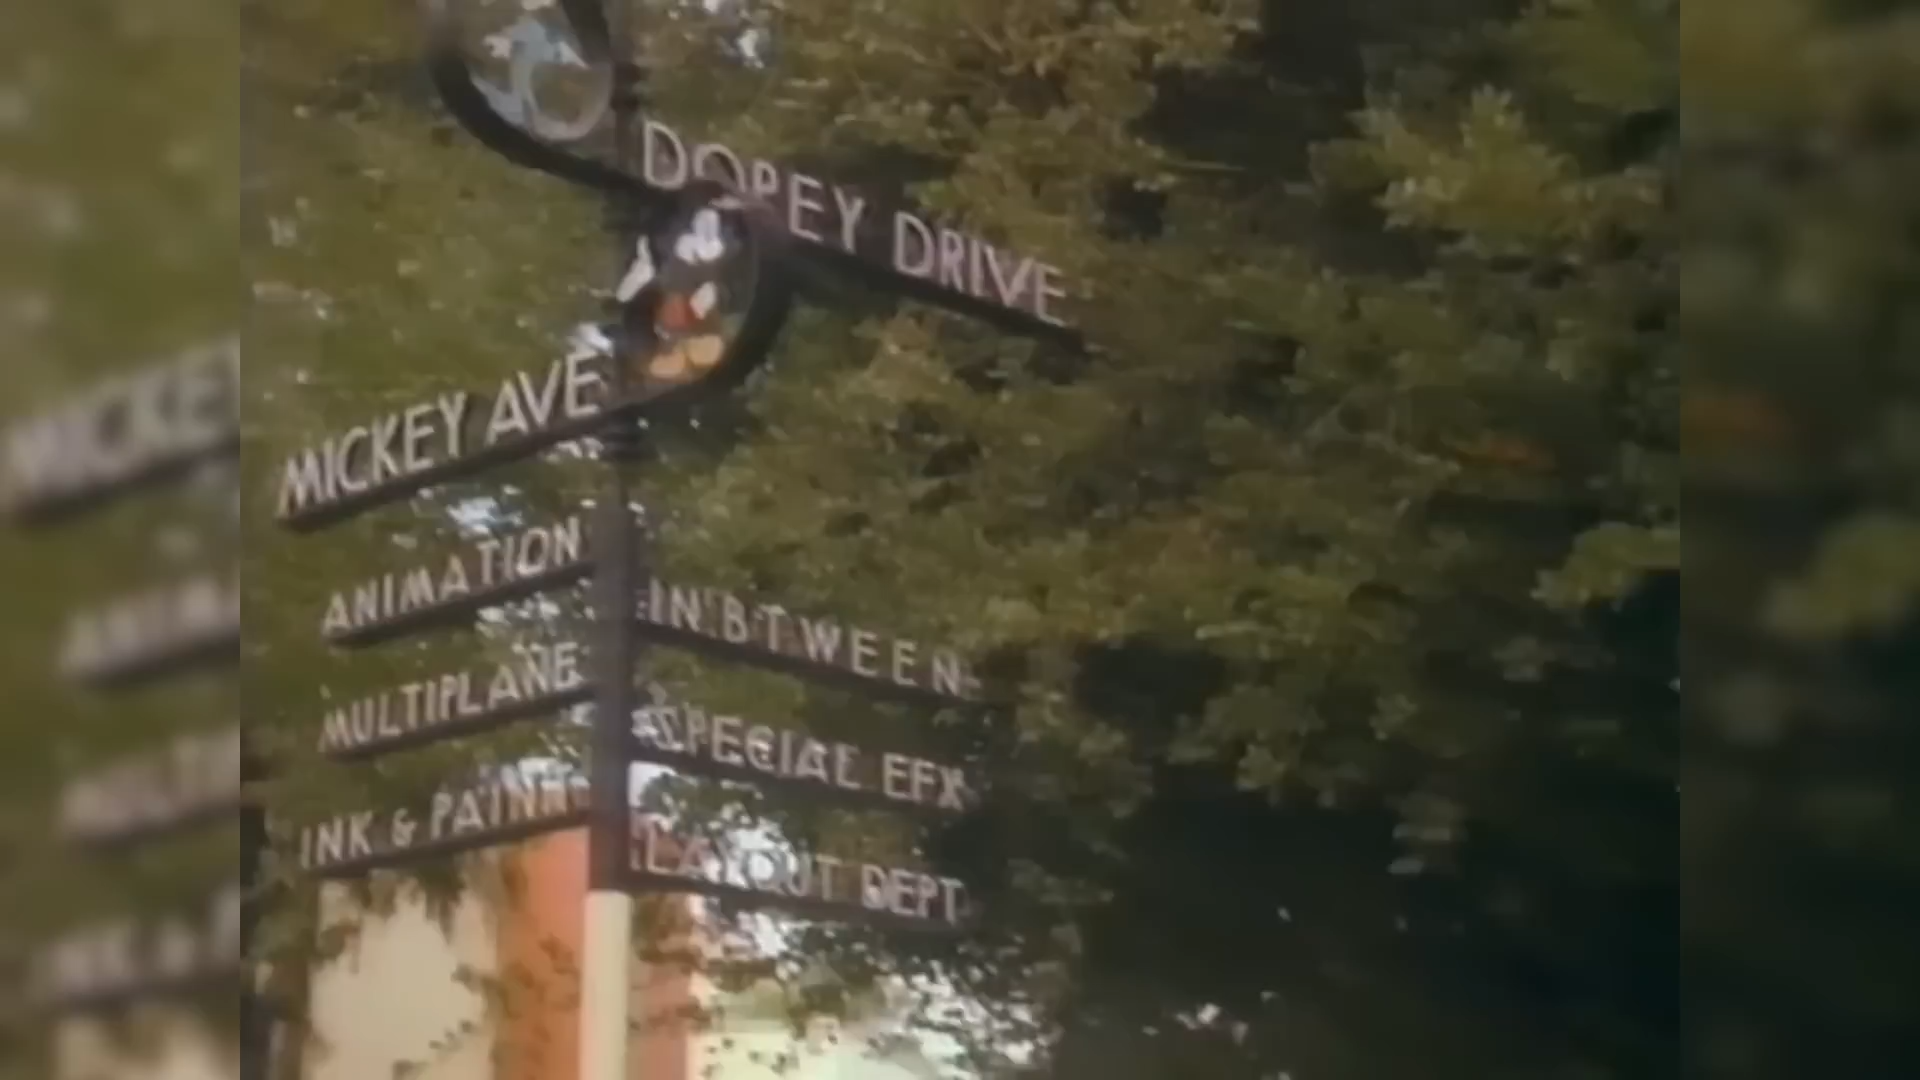 DOPEY DRIVE
MICKEY AVE
ANIMATION
IN BTWEEN
MULTIPLANE
SPECIAL EFX
INK & PAINT
LAYOUT DEPT